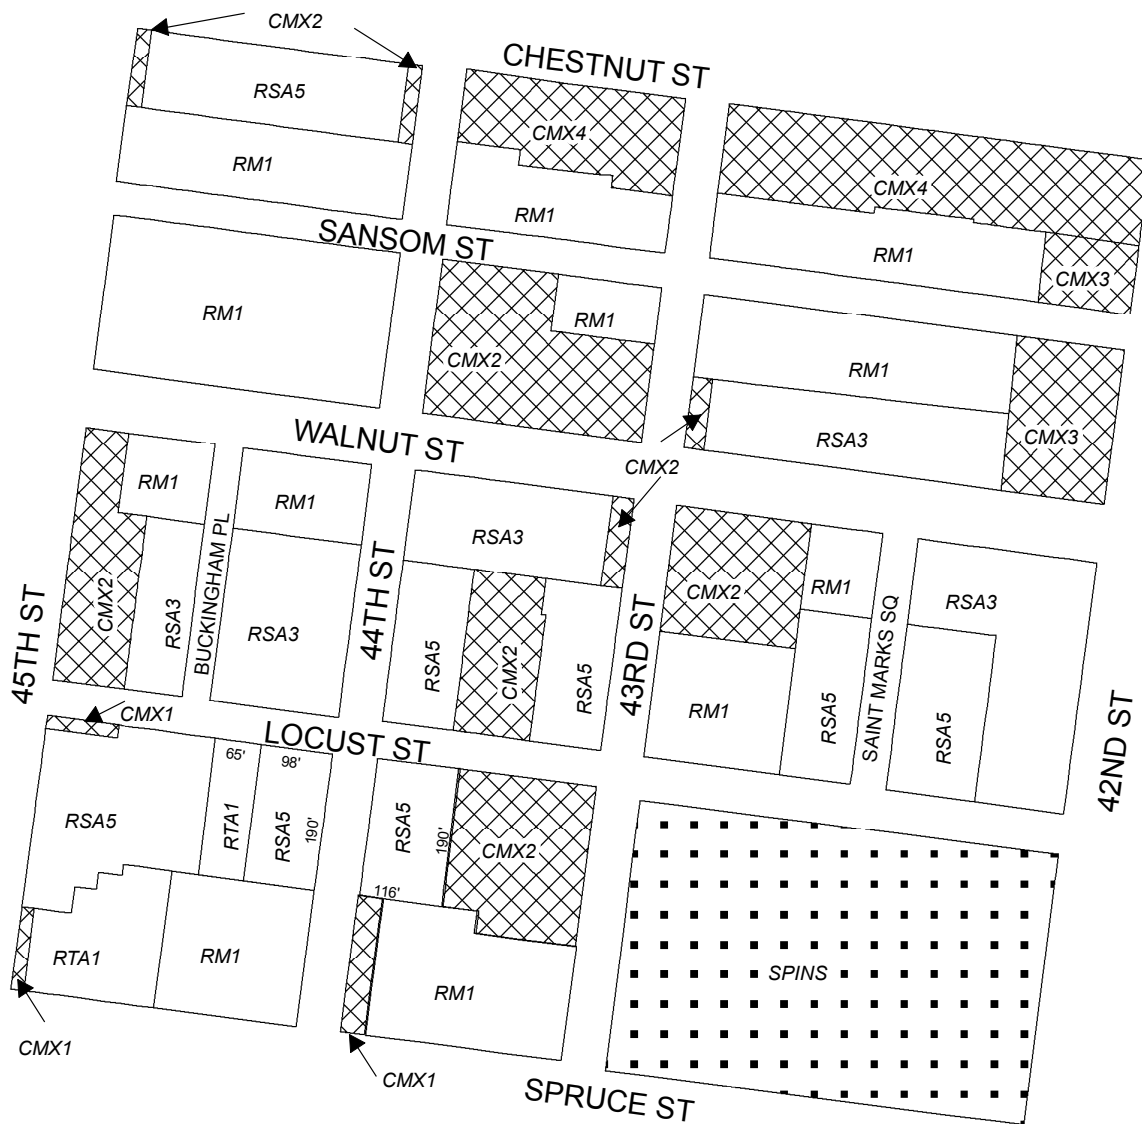 CMX2
CHESTNUT ST
RSA5
CMX4
CMX4
RM1
RM1
SANSOM ST
RM1
CMX3
RM1
RM1
CMX2
RM1
CMX3
WALNUT ST
RSA3
CMX2
RM1
RM1
RSA3
45TH ST
CMX2
RSA3
BUCKINGHAM PL
RSA3
44TH ST
RSA5
CMX2
RSA5
43RD ST
CMX2
RM1
RM1
RSA5
SAINT MARKS SQ
RSA3
RSA5
42ND ST
CMX1
LOCUST ST
65'
98'
RSA5
RTA1
RSA5
190'
RSA5
190'
CMX2
116'
RTA1
RM1
RM1
SPINS
CMX1
CMX1
SPRUCE ST